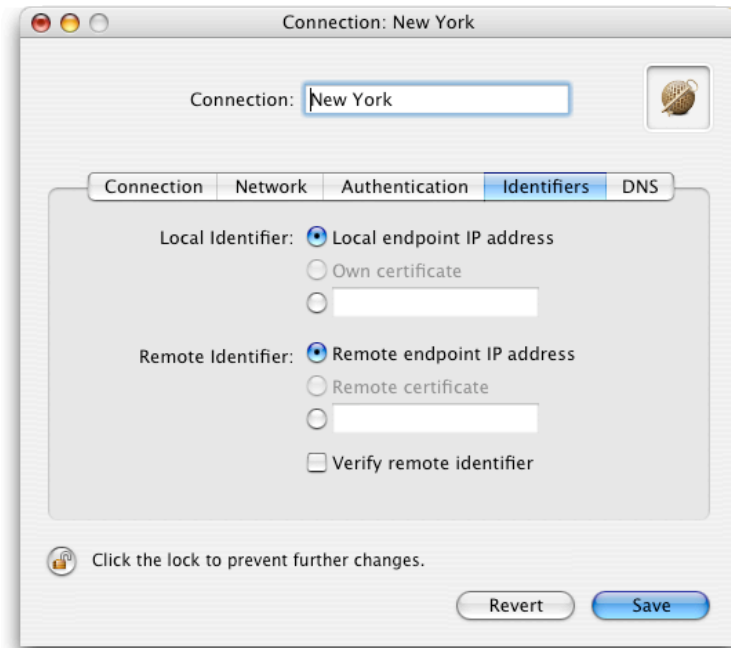 Connection: New York
Connection: New York
Connection Network Authentication Identifiers DNS
Local Identifier: Local endpoint IP address
Own certificate
Remote Identifier: Remote endpoint IP address
Remote certificate
Verify remote identifier
Click the lock to prevent further changes.
Revert Save